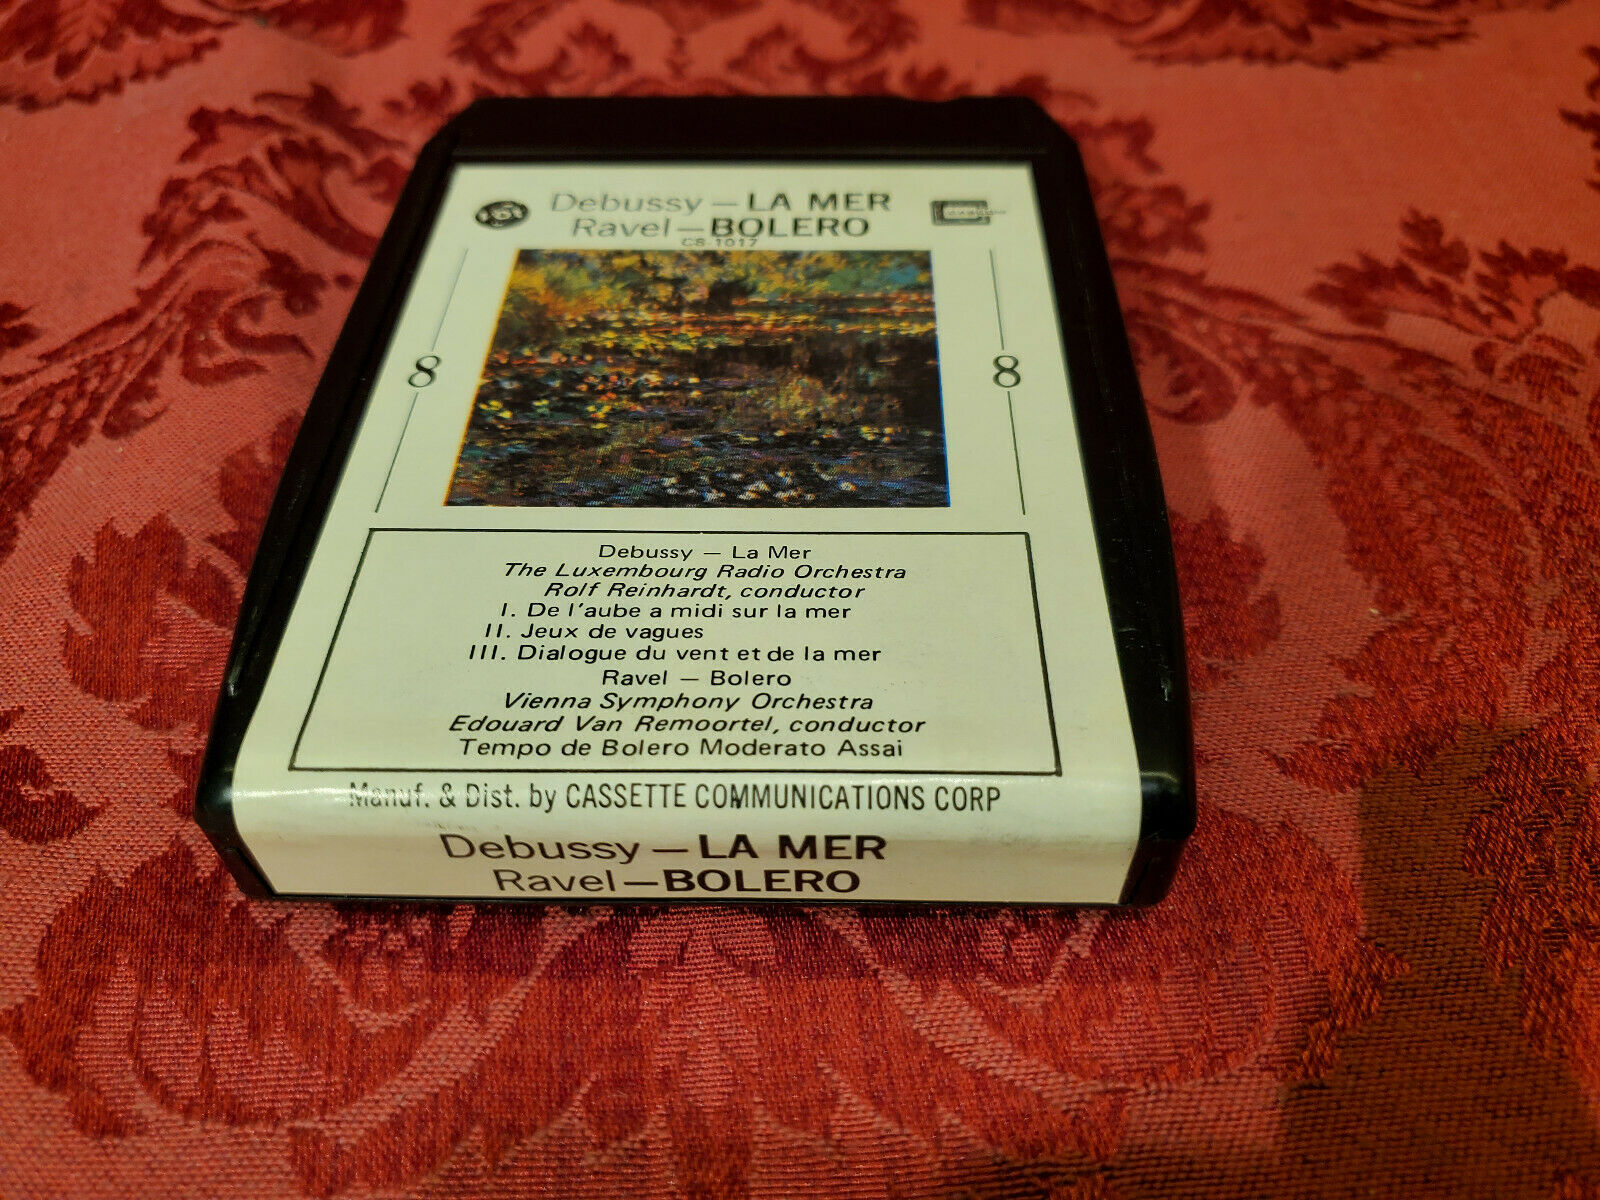 Debussy — LA MER
Ravel — BOLERO
CS-1017
8
8
Debussy — La Mer
The Luxembourg Radio Orchestra
Rolf Reinhardt, conductor
I. De l'aube a midi sur la mer
II. Jeux de vagues
III. Dialogue du vent et de la mer
Ravel — Bolero
Vienna Symphony Orchestra
Edouard Van Remoortel, conductor
Tempo de Bolero Moderato Assai
Manuf. & Dist. by CASSETTE COMMUNICATIONS CORP
Debussy — LA MER
Ravel — BOLERO